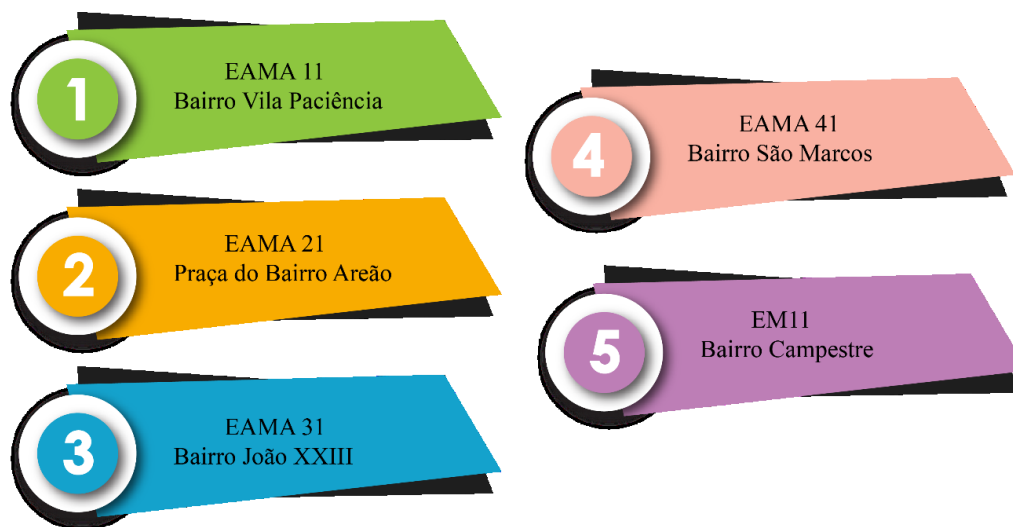 1
EAMA 11
Bairro Vila Paciência
2
EAMA 21
Praça do Bairro Areão
3
EAMA 31
Bairro João XXIII
4
EAMA 41
Bairro São Marcos
5
EM11
Bairro Campestre